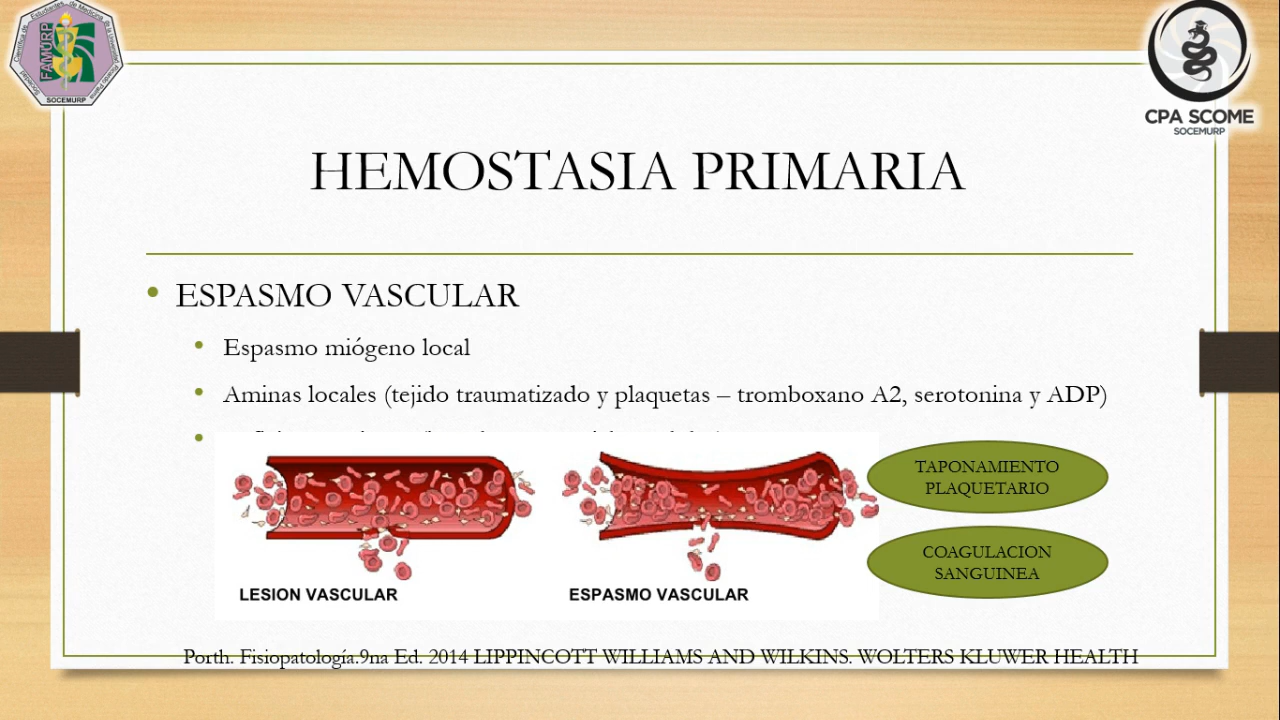 FAMURP
SOCEMURP
CPA SCOME
SOCEMURP
HEMOSTASIA PRIMARIA
ESPASMO VASCULAR
Espasmo miógeno local
Aminas locales (tejido traumatizado y plaquetas – tromboxano A2, serotonina y ADP)
LESION VASCULAR
ESPASMO VASCULAR
TAPONAMIENTO
PLAQUETARIO
COAGULACION
SANGUINEA
Porth. Fisiopatología.9na Ed. 2014 LIPPINCOTT WILLIAMS AND WILKINS. WOLTERS KLUWER HEALTH